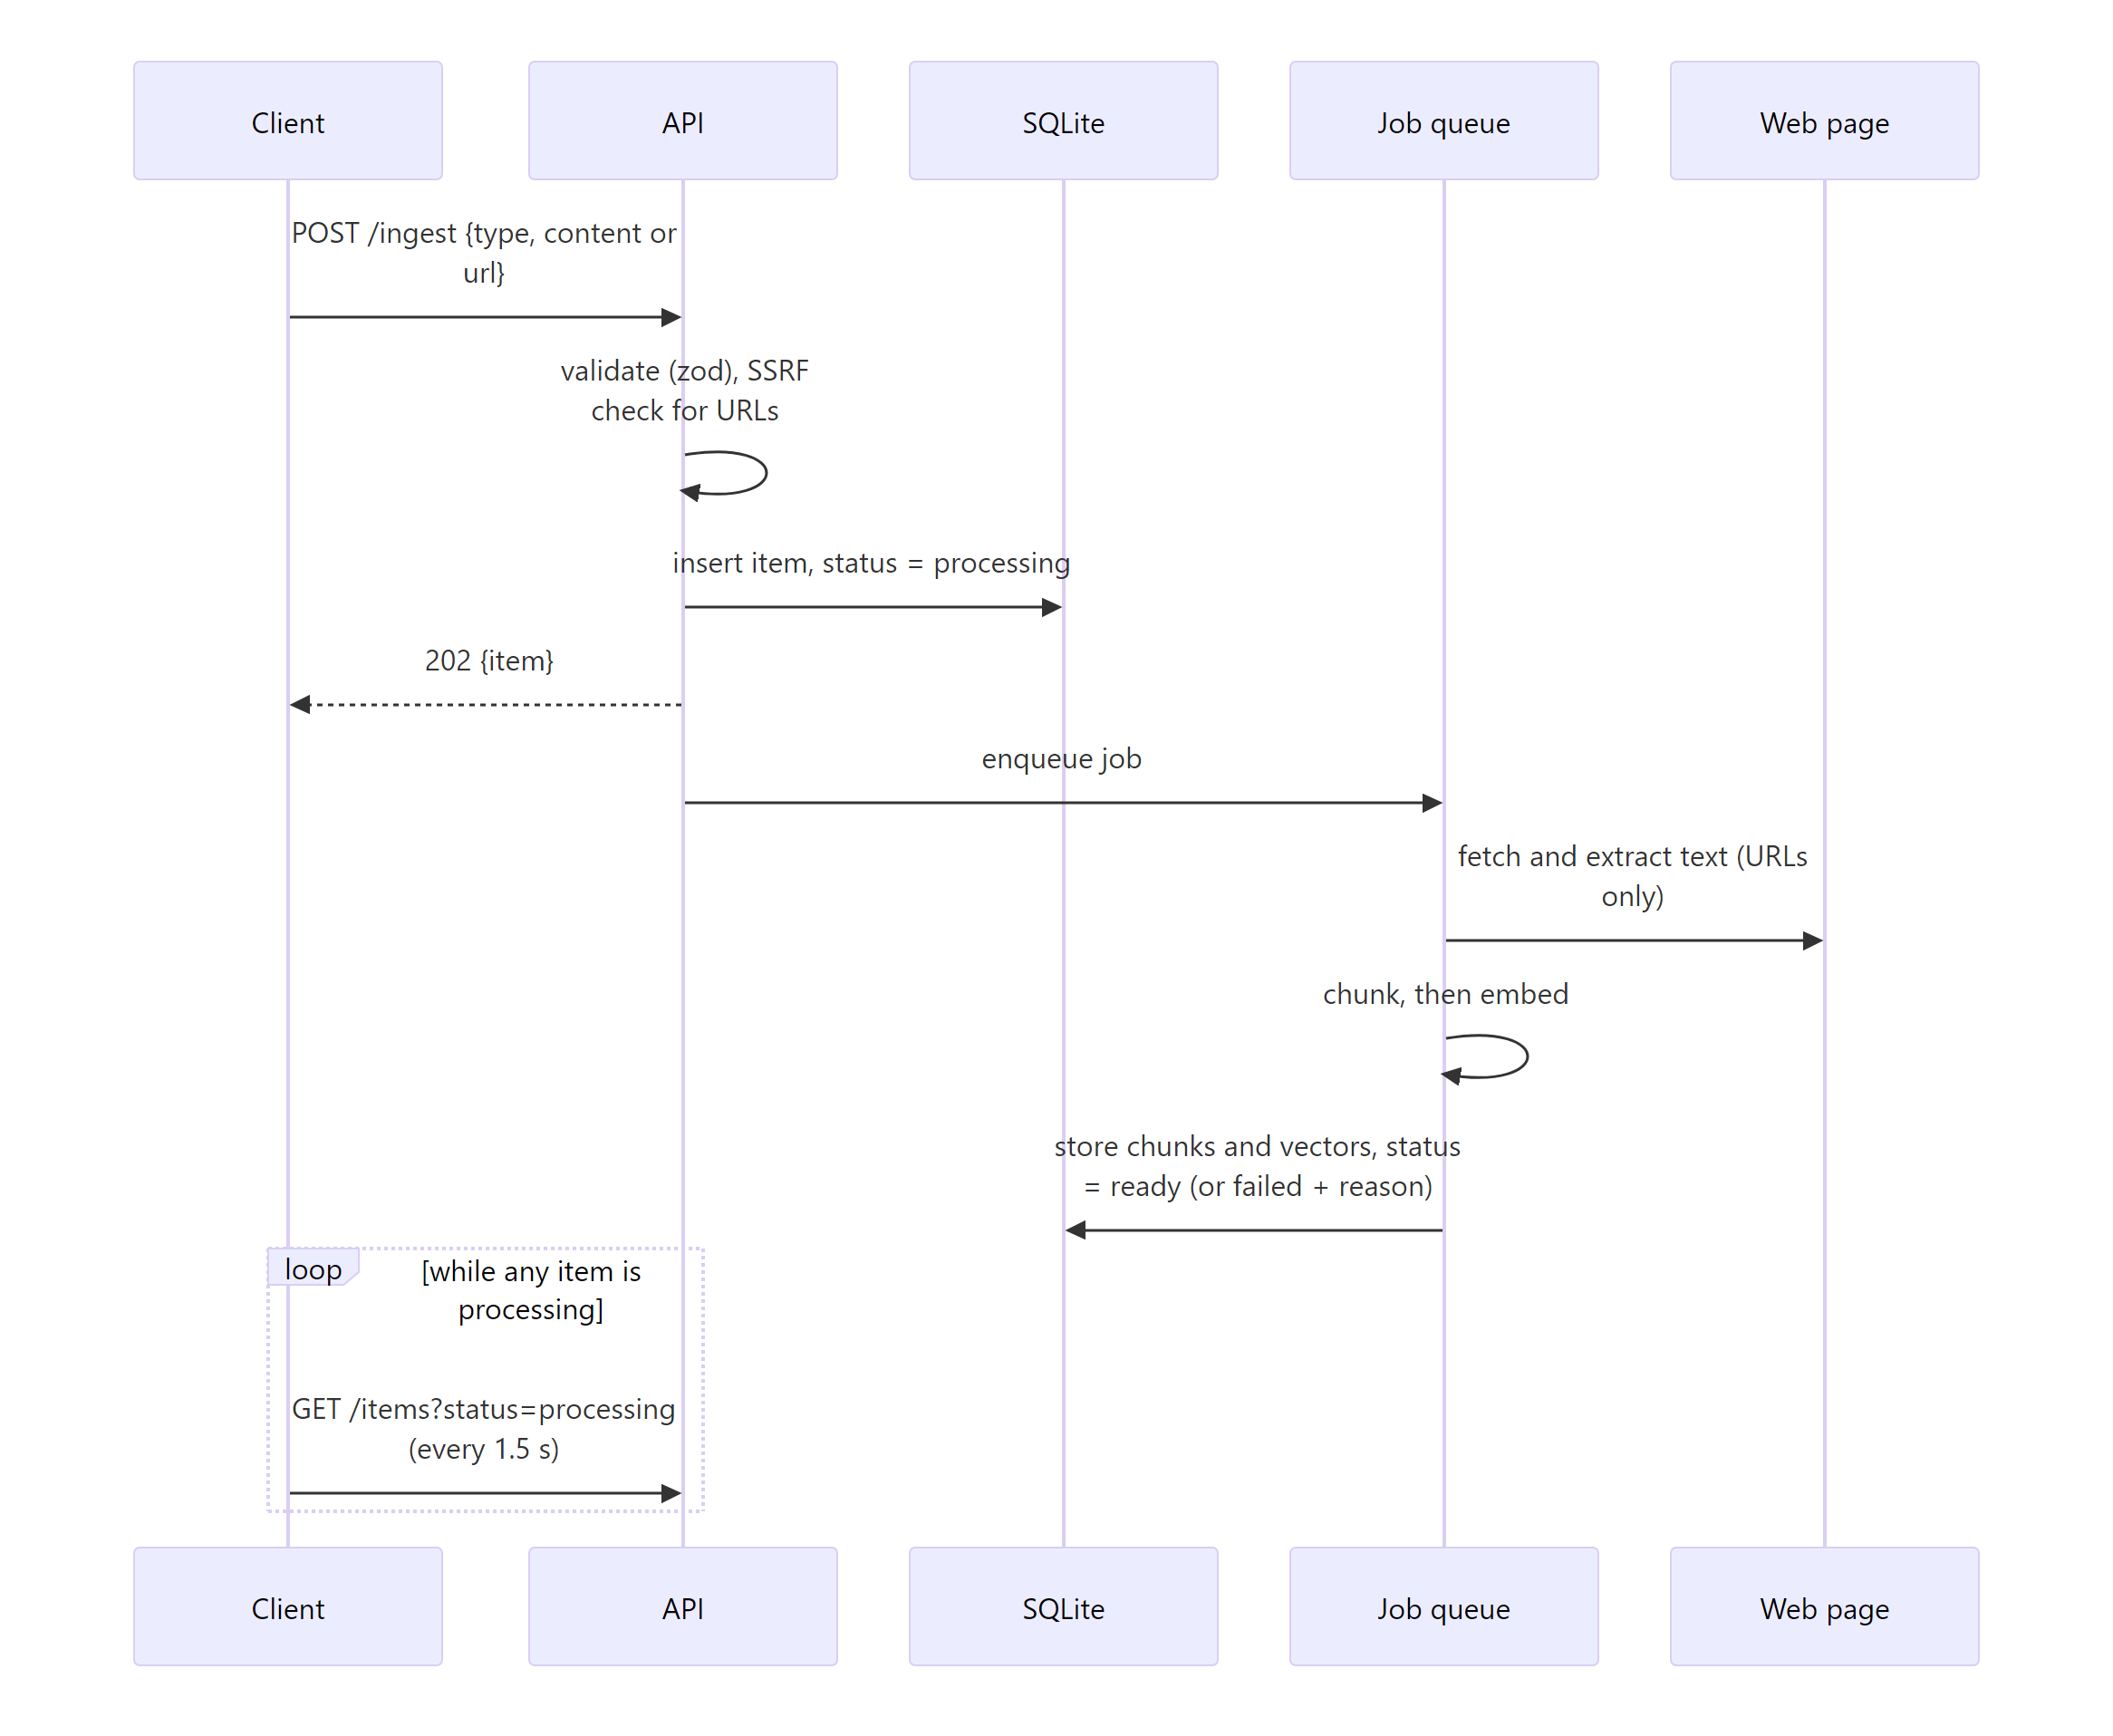 Client
API
SQLite
Job queue
Web page
POST /ingest {type, content or
url}
validate (zod), SSRF
check for URLs
insert item, status = processing
202 {item}
enqueue job
fetch and extract text (URLs
only)
chunk, then embed
store chunks and vectors, status
= ready (or failed + reason)
loop
[while any item is
processing]
GET /items?status=processing
(every 1.5 s)
Client
API
SQLite
Job queue
Web page